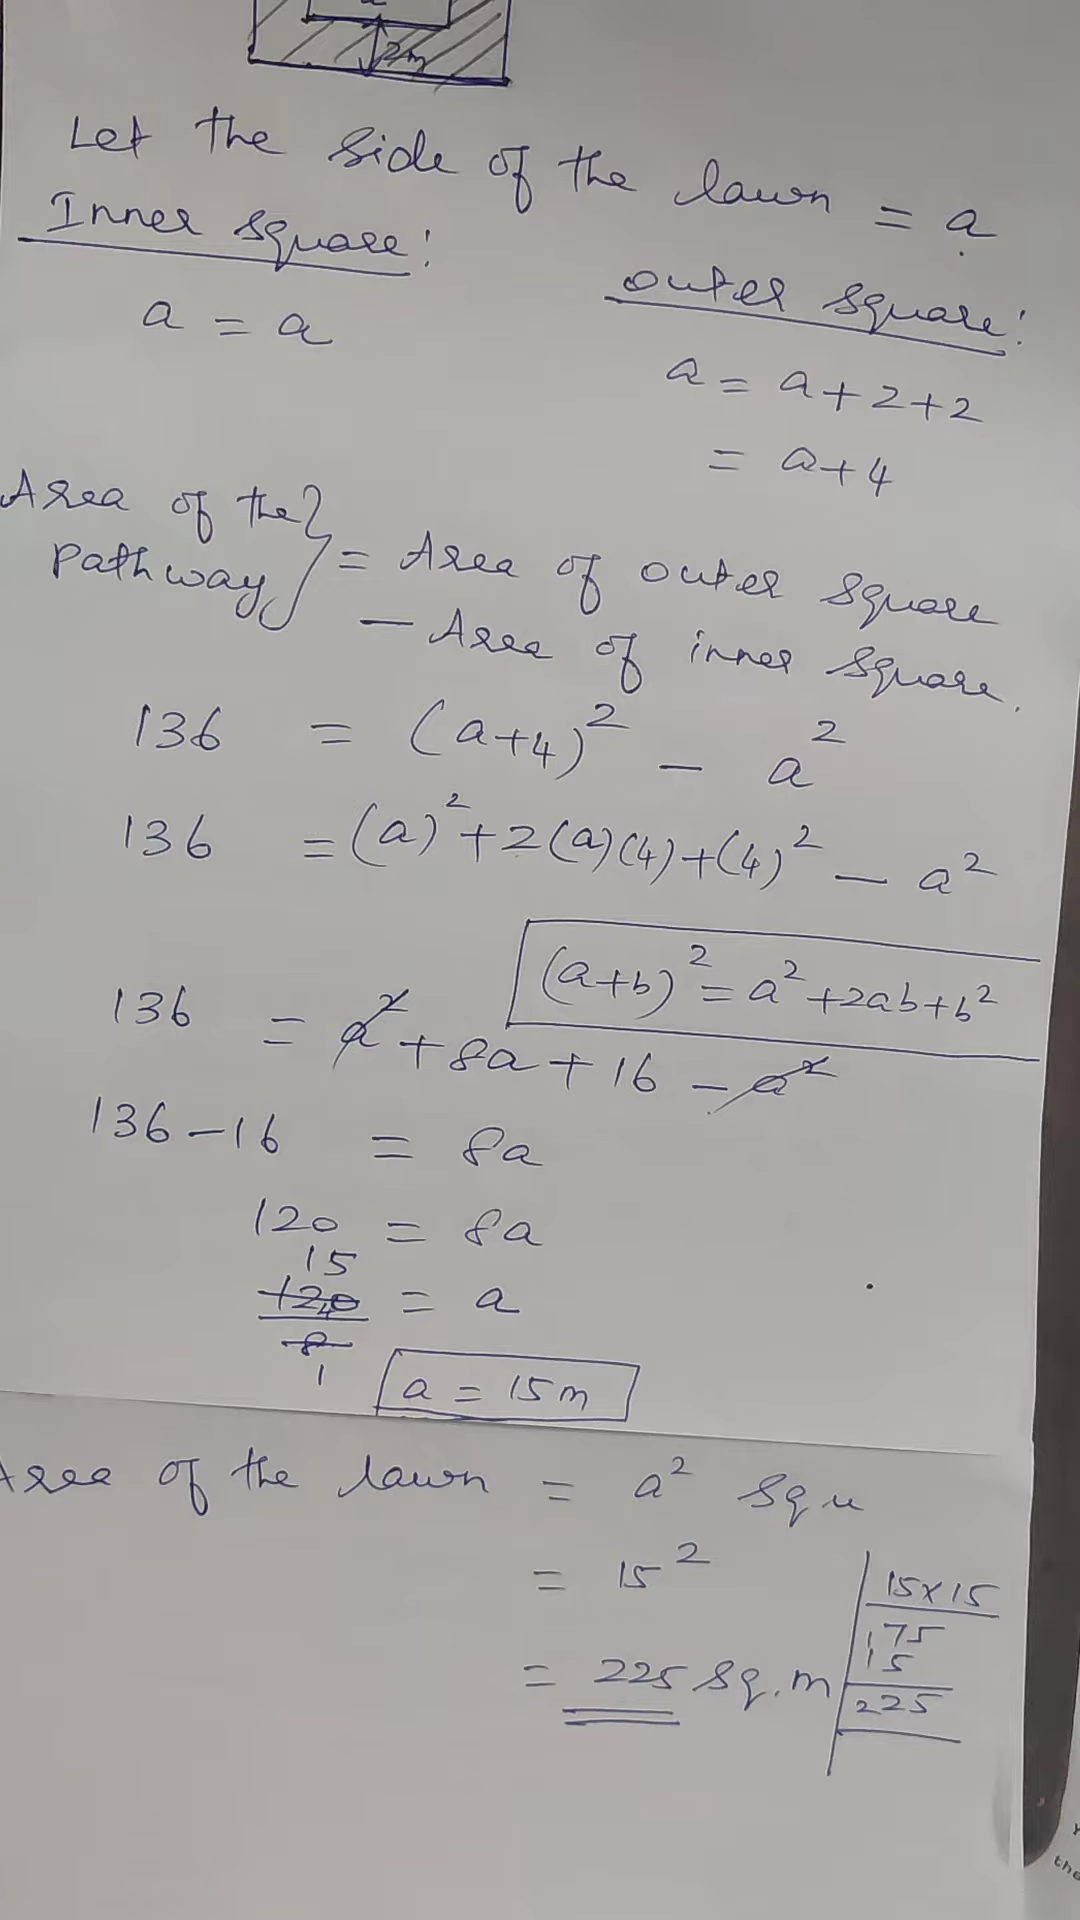 a
2m
Let the side of the lawn = a
Inner square:
outer square:
a = a
a = a+2+2
= a+4
Area of the
Pathway } = Area of outer square
— Area of inner square.
136 = (a+4)² – a²
136 = (a)²+2(a)(4)+(4)² – a²
(a+b)² = a²+2ab+b²
136 = a²+8a+16 – a²
136–16 = 8a
120 = 8a
15
120 = a
8
1
a = 15m
Area of the lawn = a² squ
= 15²
15×15
175
15
225
= 225 sq.m
the